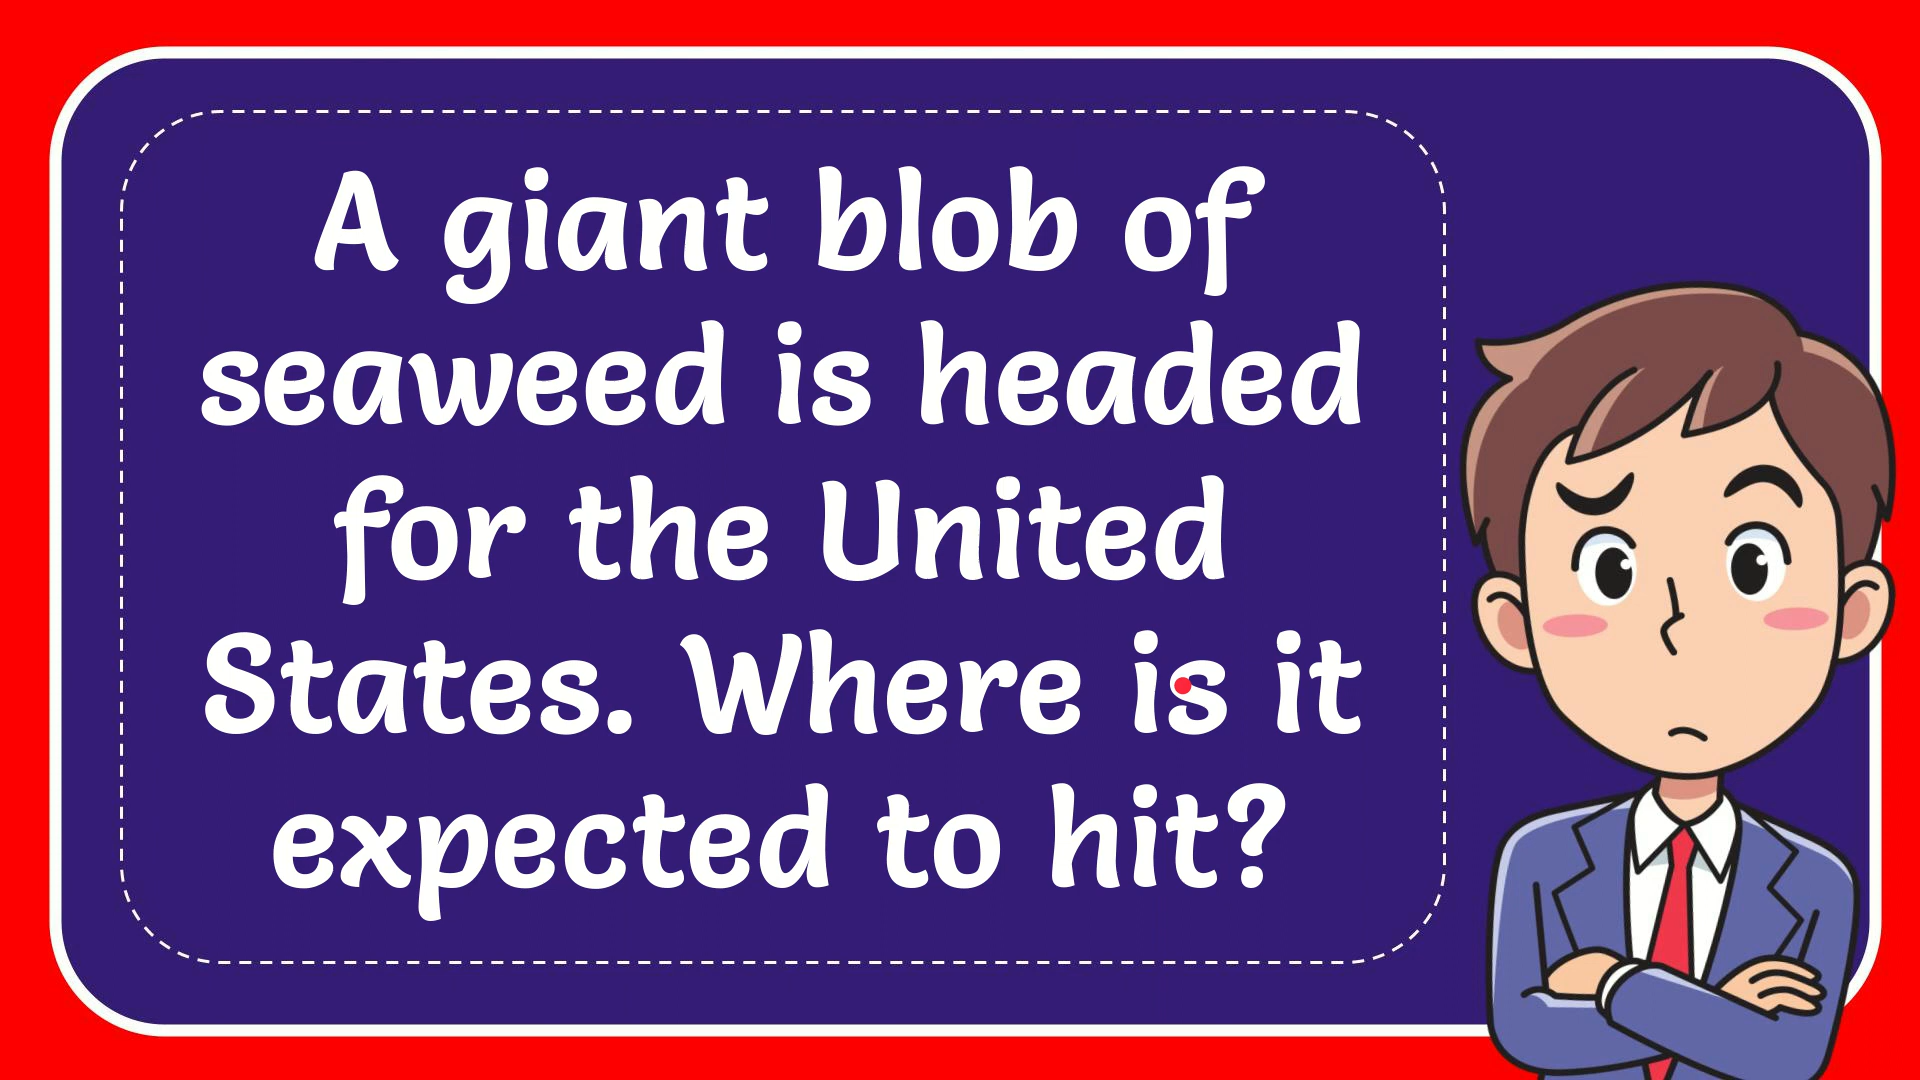 A giant blob of
seaweed is headed
for the United
States. Where is it
expected to hit?